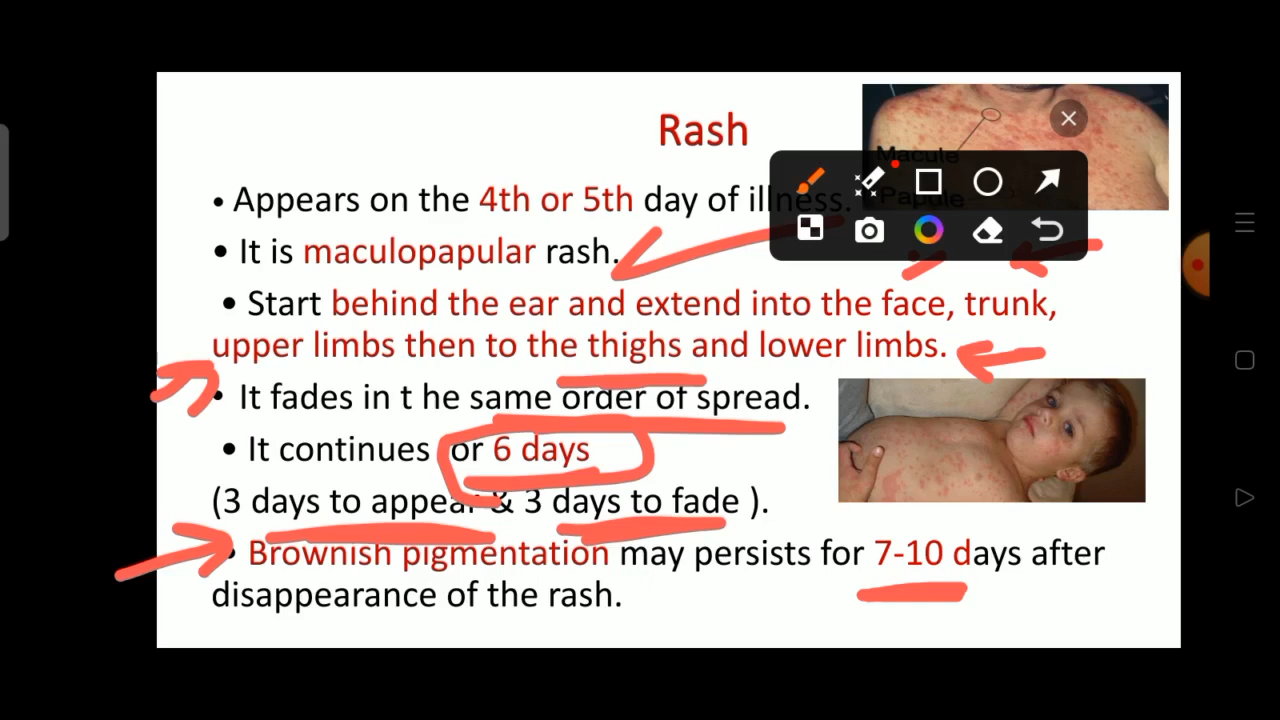 Rash
Macule
Papule
• Appears on the 4th or 5th day of illness.
• It is maculopapular rash.
• Start behind the ear and extend into the face, trunk,
upper limbs then to the thighs and lower limbs.
• It fades in t he same order of spread.
• It continues for 6 days
(3 days to appear & 3 days to fade ).
• Brownish pigmentation may persists for 7-10 days after
disappearance of the rash.